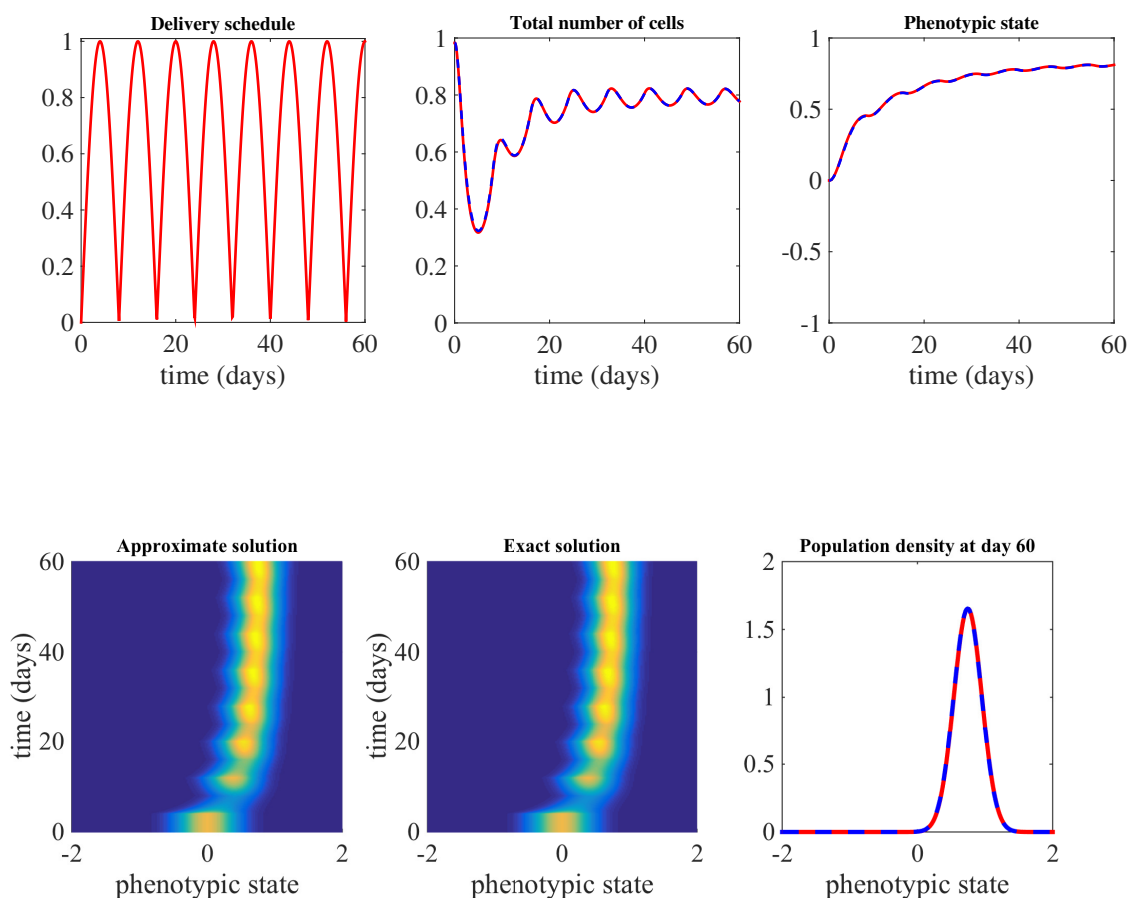 Delivery schedule
1
0.8
0.6
0.4
0.2
0
0 20 40 60
time (days)
Total number of cells
1
0.8
0.6
0.4
0.2
0
0 20 40 60
time (days)
Phenotypic state
1
0.5
0
-0.5
-1
0 20 40 60
time (days)
Approximate solution
time (days)
60
40
20
0
-2 0 2
phenotypic state
Exact solution
time (days)
60
40
20
0
-2 0 2
phenotypic state
Population density at day 60
2
1.5
1
0.5
0
-2 0 2
phenotypic state